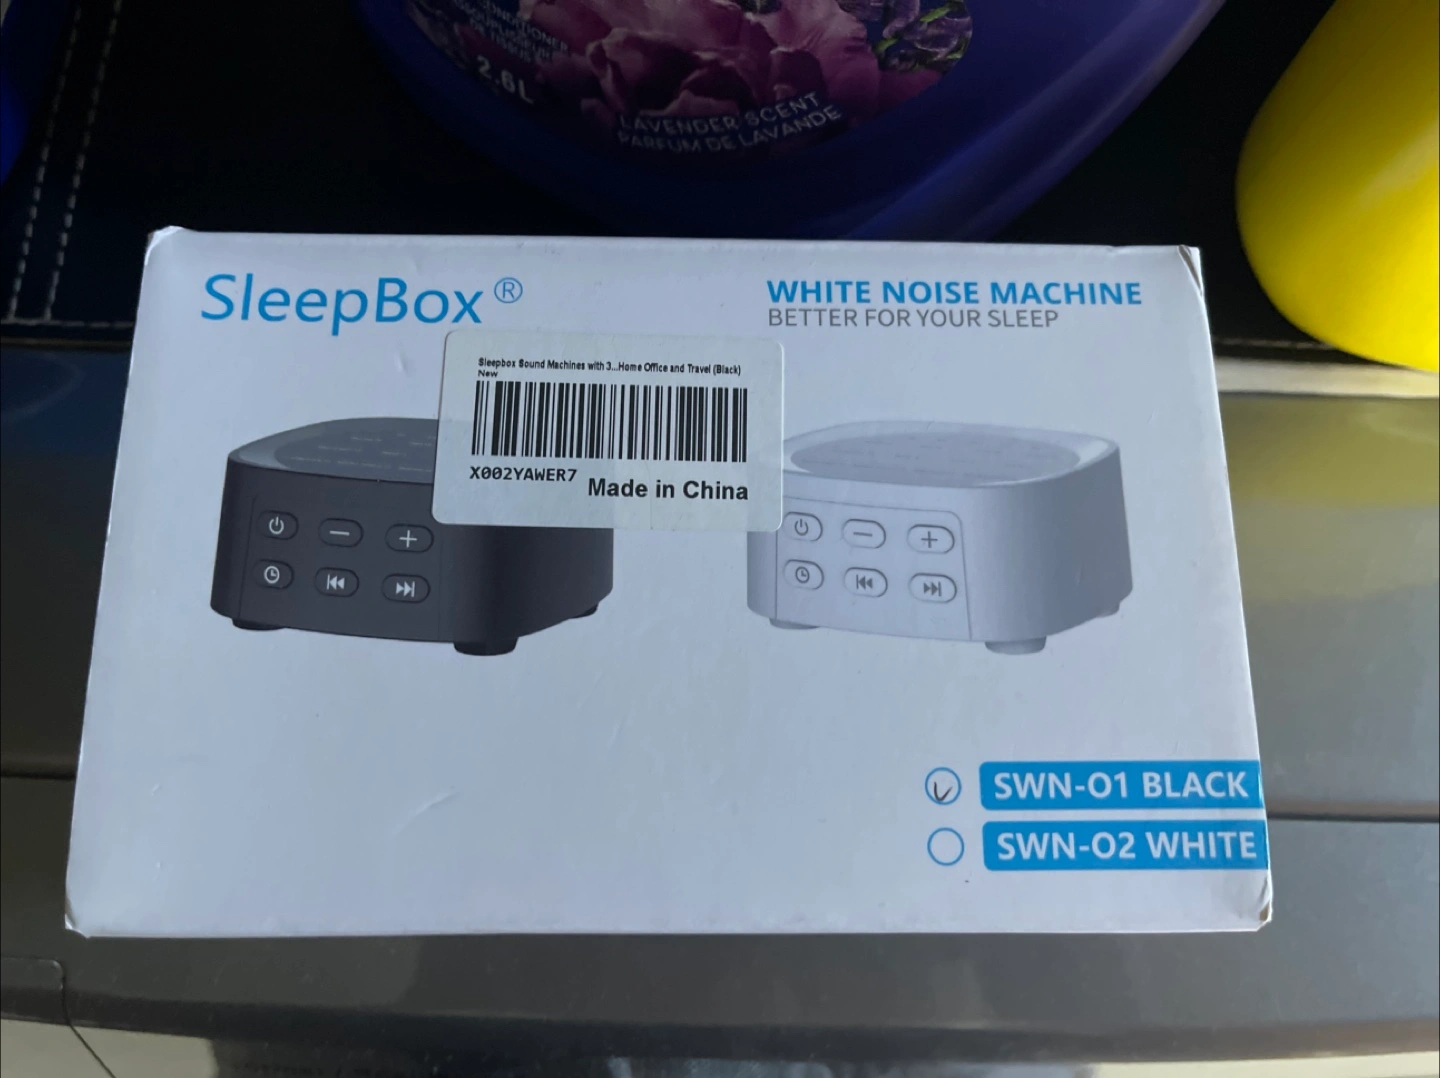 2.6L
LAVENDER SCENT
PARFUM DE LAVANDE
SleepBox®
WHITE NOISE MACHINE
BETTER FOR YOUR SLEEP
Sleepbox Sound Machines with 3...Home Office and Travel (Black)
New
X002YAWER7
Made in China
SWN-01 BLACK
SWN-02 WHITE